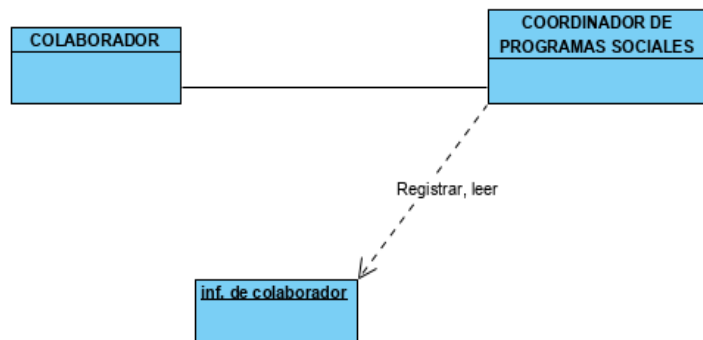 COLABORADOR
COORDINADOR DE
PROGRAMAS SOCIALES
Registrar, leer
inf. de colaborador